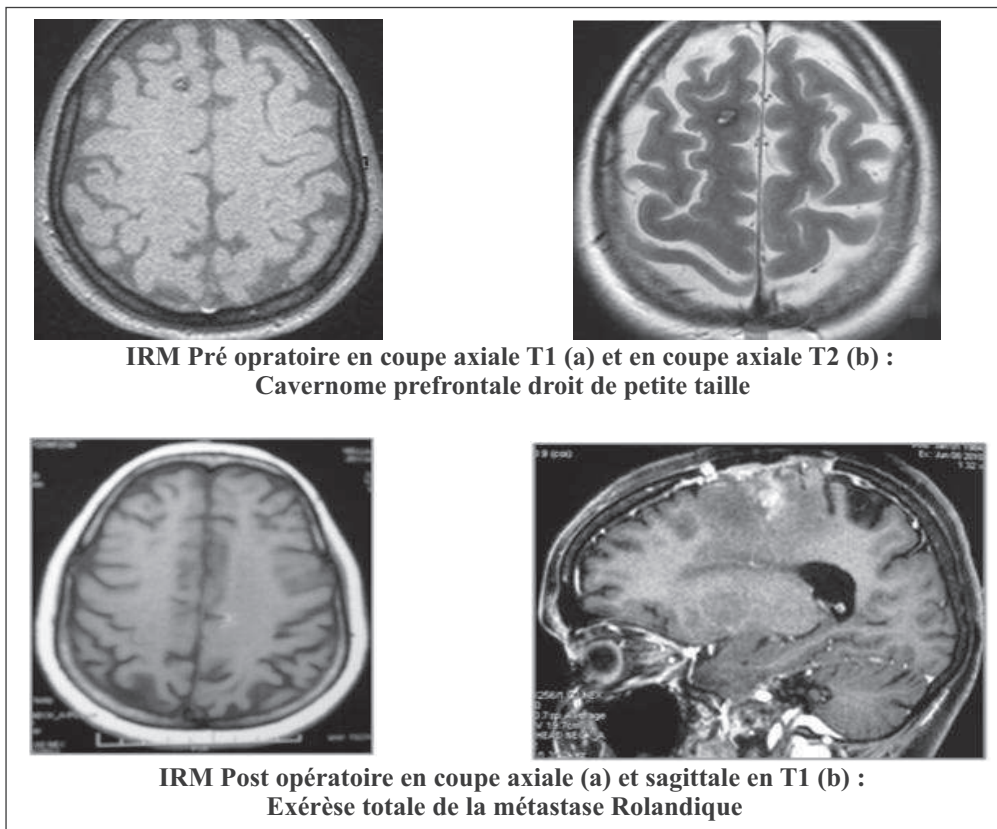 IRM Pré opratoire en coupe axiale T1 (a) et en coupe axiale T2 (b) :
Cavernome prefrontale droit de petite taille
IRM Post opératoire en coupe axiale (a) et sagittale en T1 (b) :
Exérèse totale de la métastase Rolandique